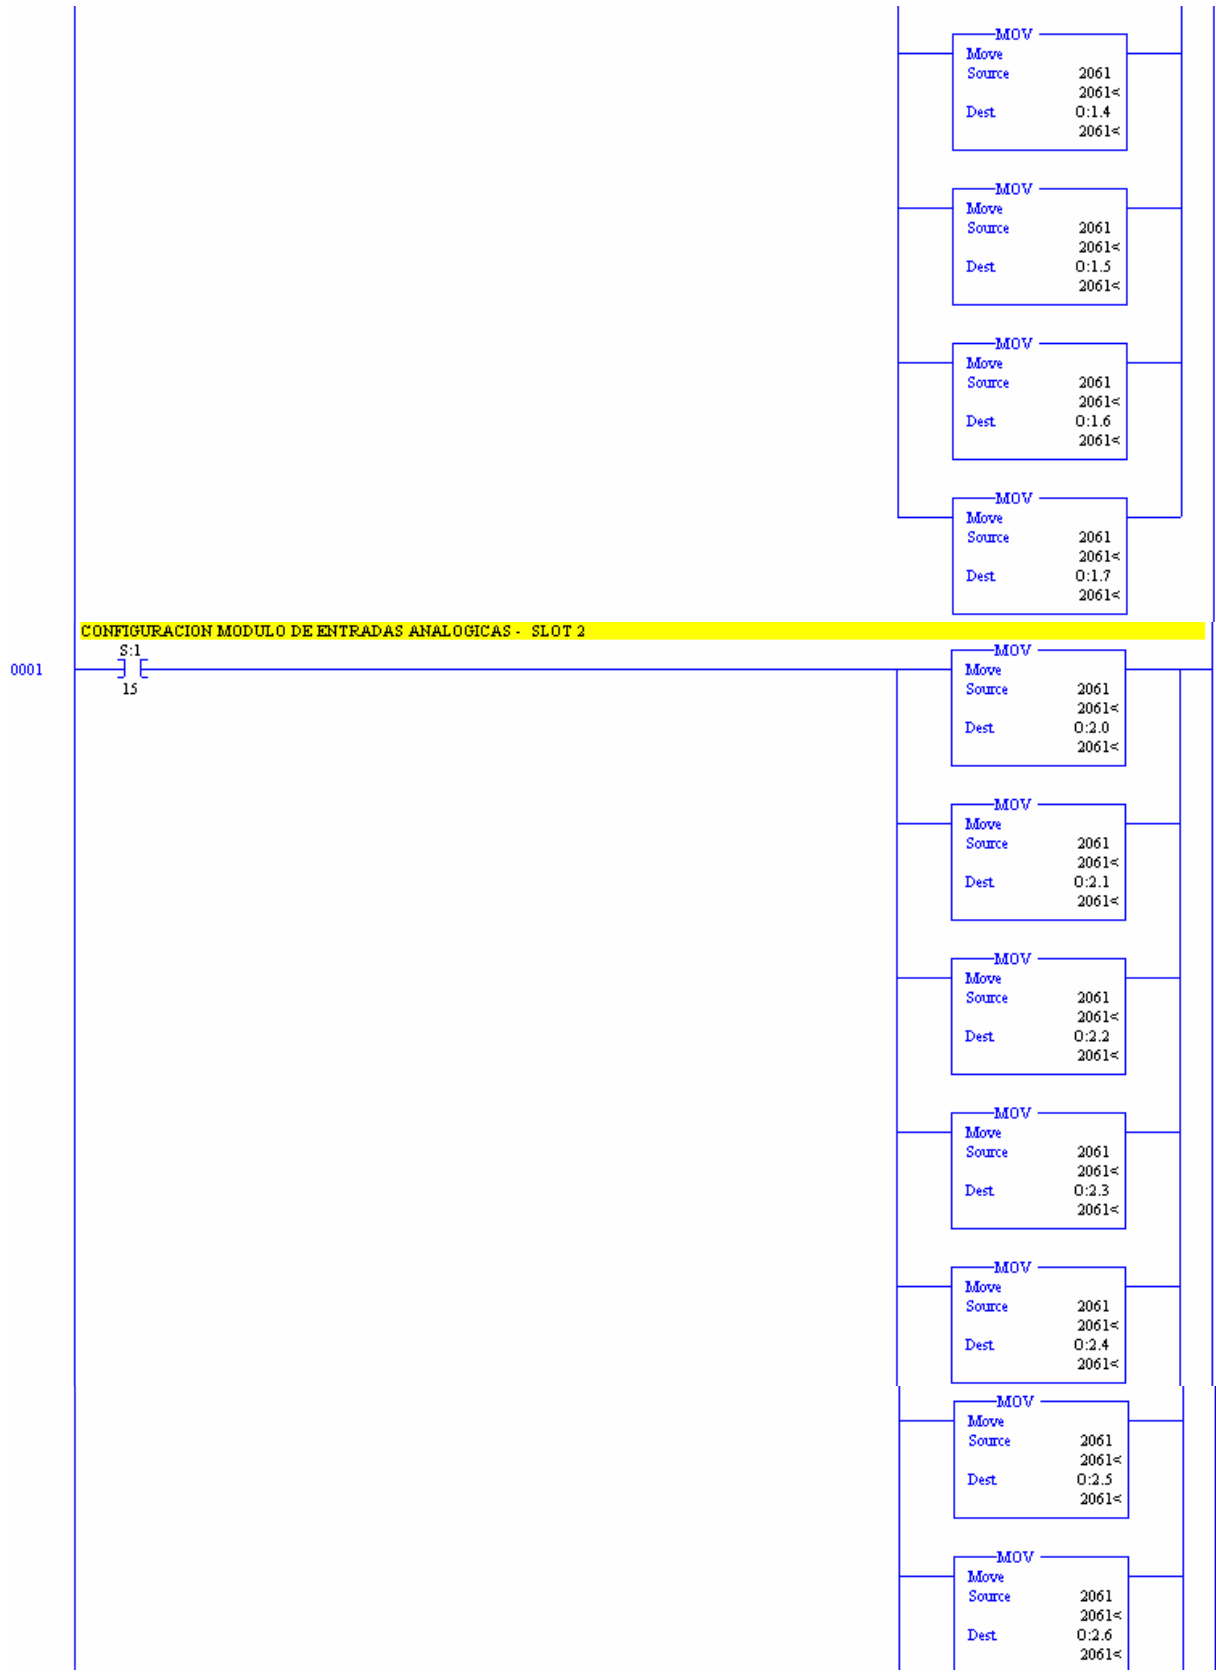 MOV
Move
Source 2061
2061<
Dest O:1.4
2061<
MOV
Move
Source 2061
2061<
Dest O:1.5
2061<
MOV
Move
Source 2061
2061<
Dest O:1.6
2061<
MOV
Move
Source 2061
2061<
Dest O:1.7
2061<
CONFIGURACION MODULO DE ENTRADAS ANALOGICAS - SLOT 2
S:1
0001
15
MOV
Move
Source 2061
2061<
Dest O:2.0
2061<
MOV
Move
Source 2061
2061<
Dest O:2.1
2061<
MOV
Move
Source 2061
2061<
Dest O:2.2
2061<
MOV
Move
Source 2061
2061<
Dest O:2.3
2061<
MOV
Move
Source 2061
2061<
Dest O:2.4
2061<
MOV
Move
Source 2061
2061<
Dest O:2.5
2061<
MOV
Move
Source 2061
2061<
Dest O:2.6
2061<